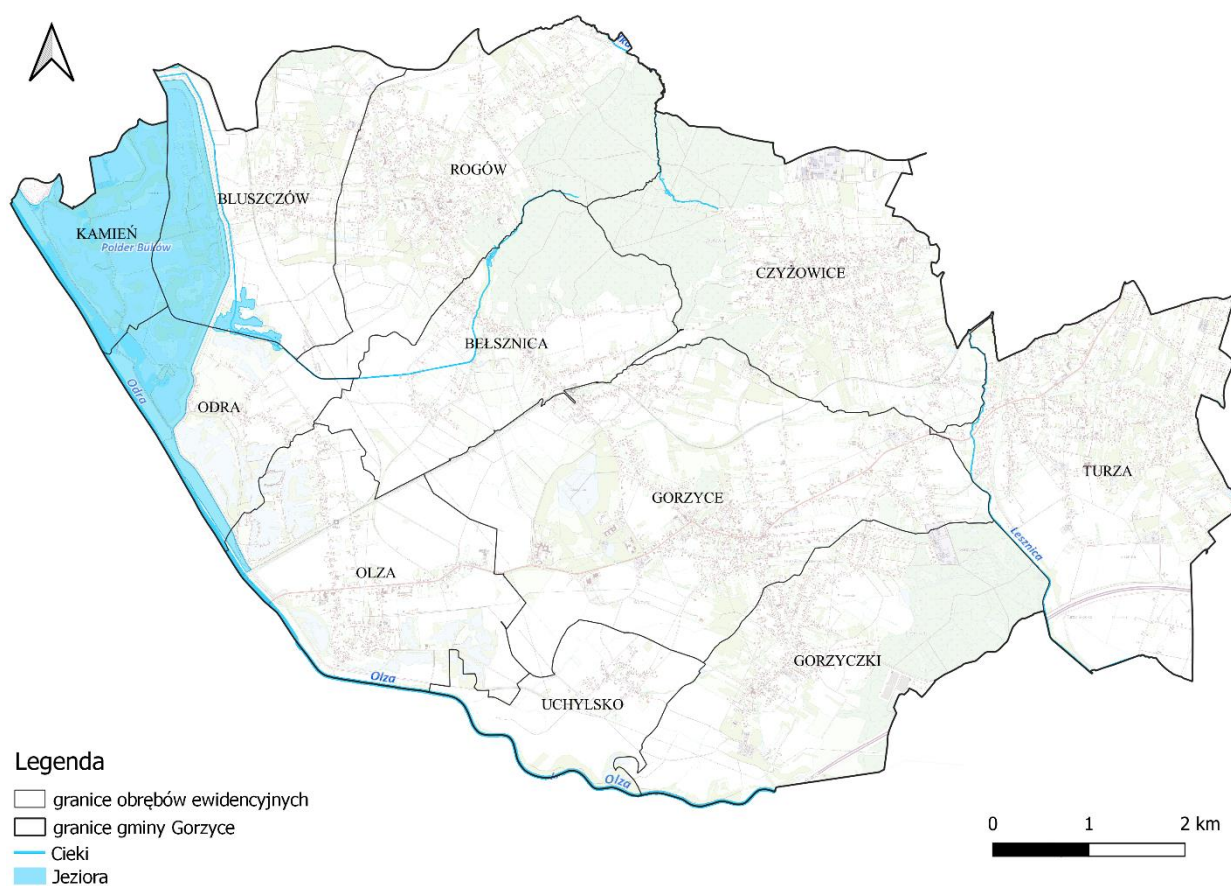 ROGÓW
BLUSZCZÓW
KAMIEŃ
Polder Buków
CZYŻOWICE
BEŁSZNICA
Odra
ODRA
TURZA
GORZYCE
Lesznica
OLZA
GORZYCZKI
Olza
UCHYLSKO
Olza
Legenda
granice obrębów ewidencyjnych
granice gminy Gorzyce
Cieki
Jeziora
0 1 2 km